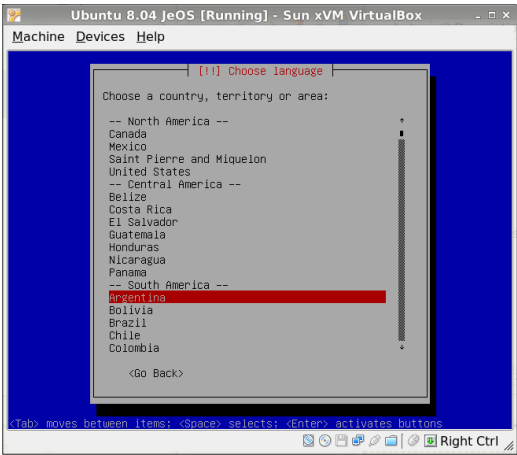 Ubuntu 8.04 JeOS [Running] - Sun xVM VirtualBox
Machine Devices Help
[!!] Choose language
Choose a country, territory or area:
-- North America --
Canada
Mexico
Saint Pierre and Miquelon
United States
-- Central America --
Belize
Costa Rica
El Salvador
Guatemala
Honduras
Nicaragua
Panama
-- South America --
Argentina
Bolivia
Brazil
Chile
Colombia
<Go Back>
<Tab> moves between items; <Space> selects; <Enter> activates buttons
Right Ctrl